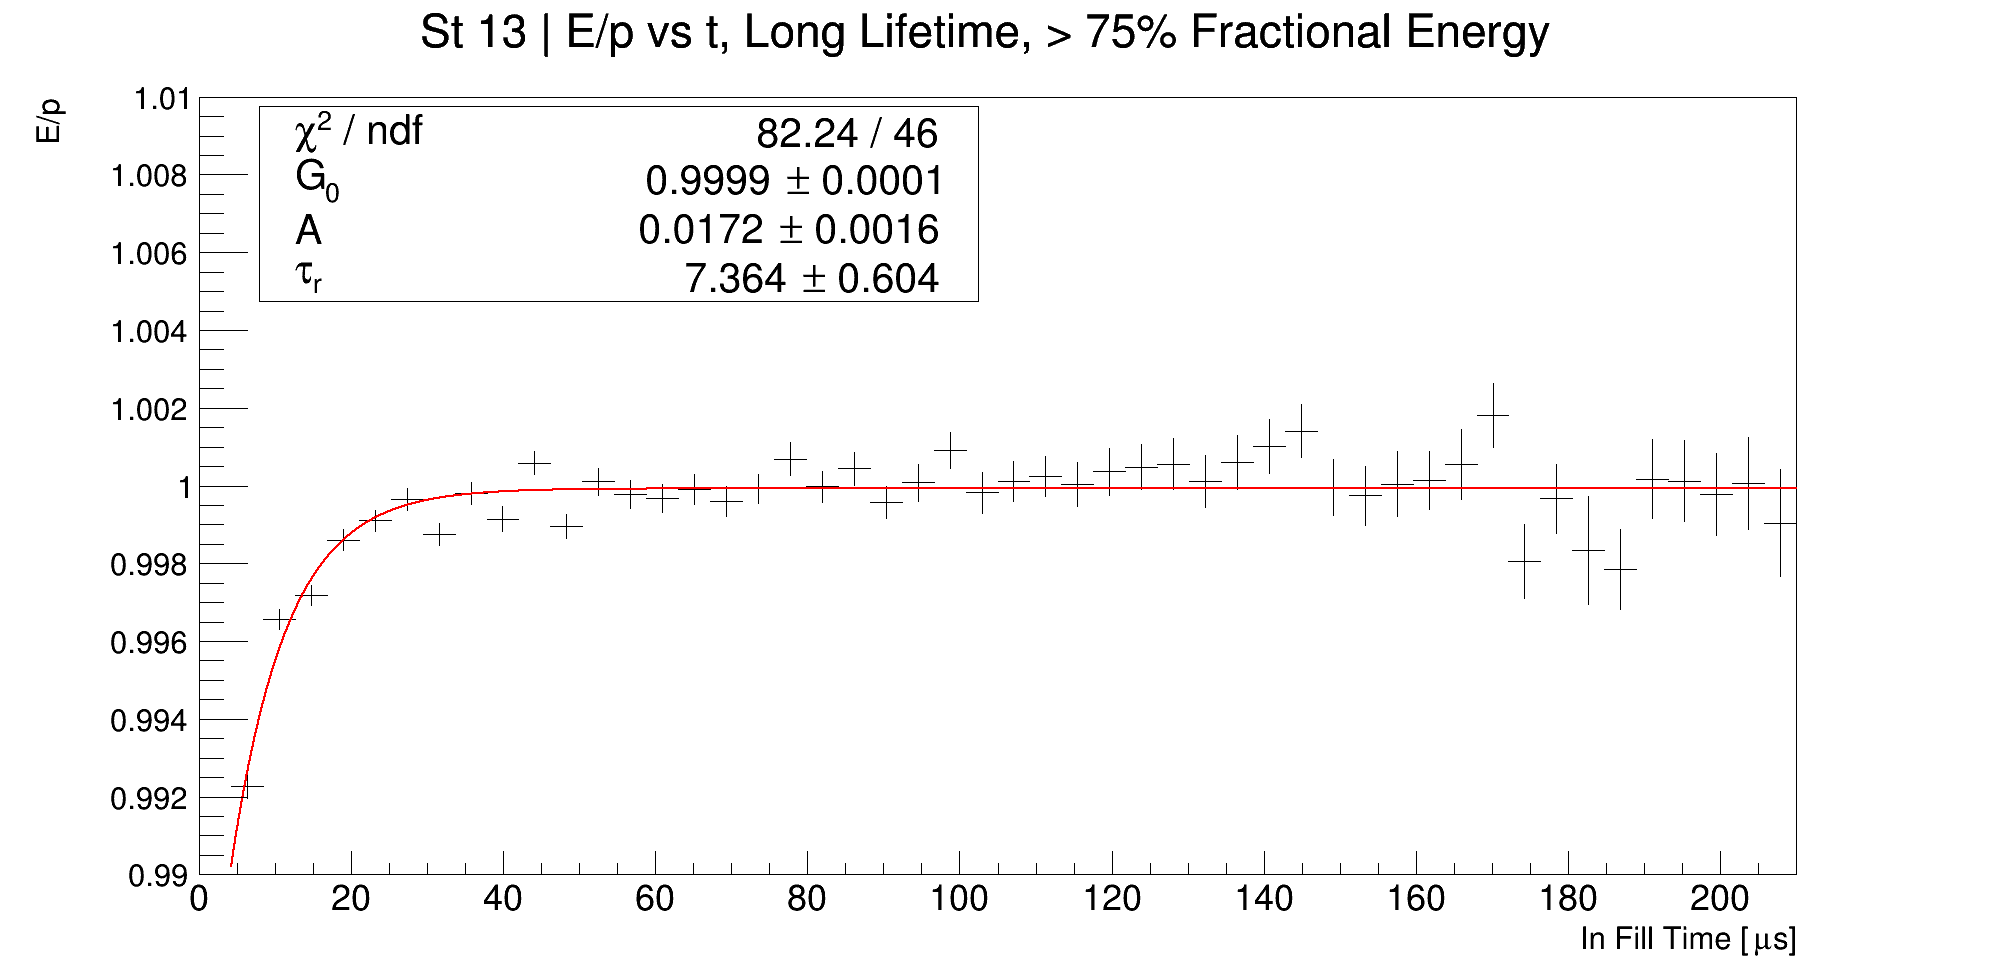 St 13 | E/p vs t, Long Lifetime, > 75% Fractional Energy
E/p
χ² / ndf 82.24 / 46
G₀ 0.9999 ± 0.0001
A 0.0172 ± 0.0016
τᵣ 7.364 ± 0.604
1.01
1.008
1.006
1.004
1.002
1
0.998
0.996
0.994
0.992
0.99
0 20 40 60 80 100 120 140 160 180 200
In Fill Time [μs]